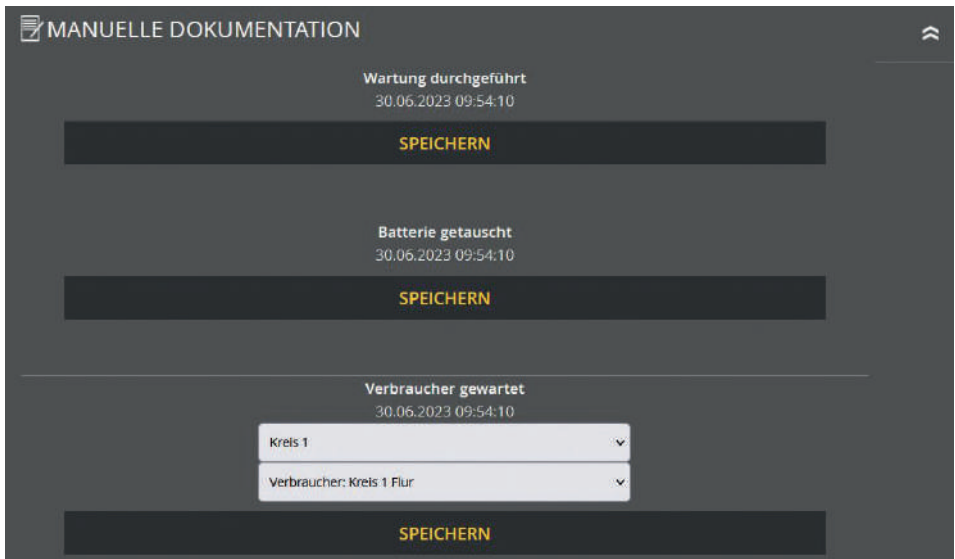 MANUELLE DOKUMENTATION
Wartung durchgeführt
30.06.2023 09:54:10
SPEICHERN
Batterie getauscht
30.06.2023 09:54:10
SPEICHERN
Verbraucher gewartet
30.06.2023 09:54:10
Kreis 1
Verbraucher: Kreis 1 Flur
SPEICHERN